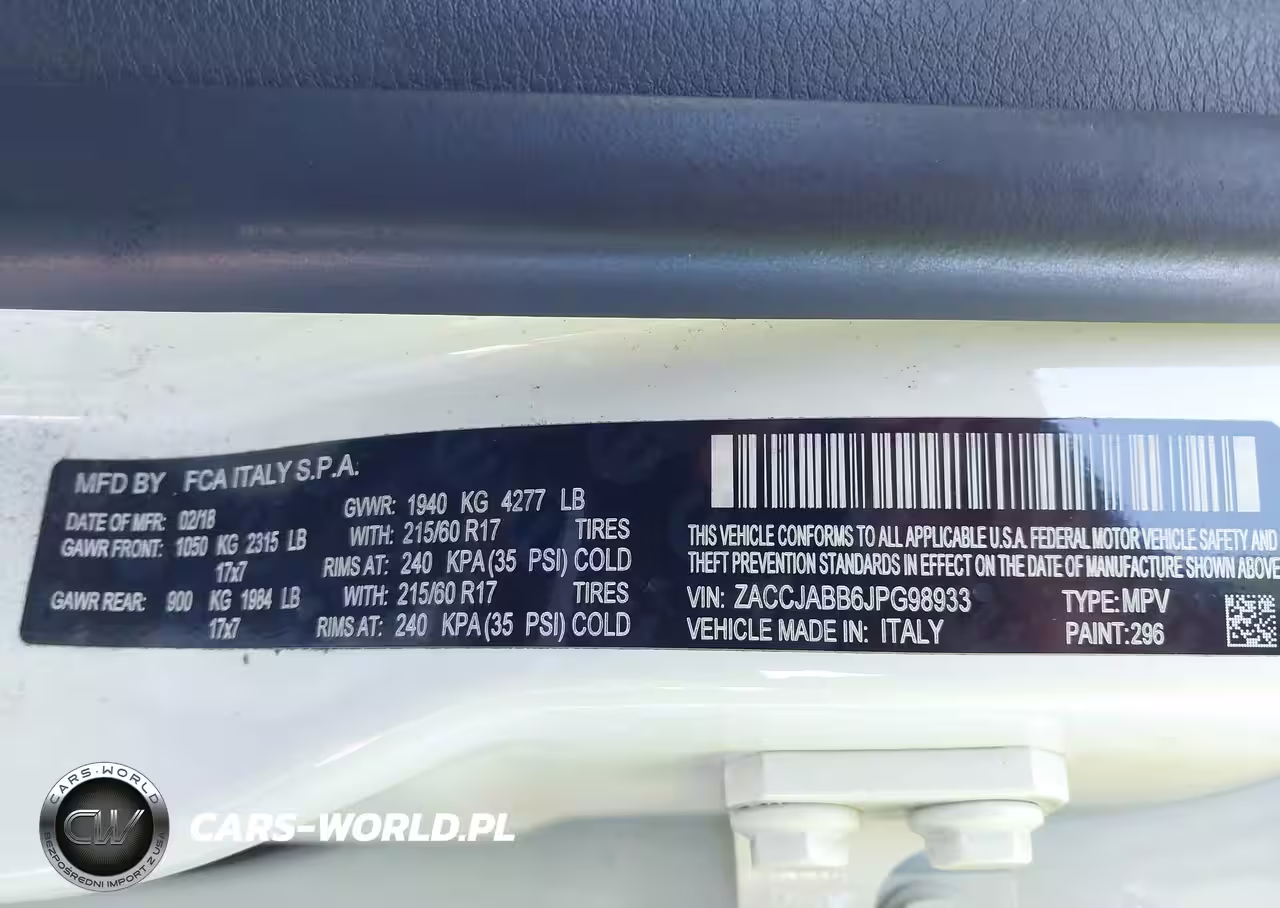 MFD BY FCA ITALY S.P.A.
DATE OF MFR: 02/18 GVWR: 1940 KG 4277 LB
GAWR FRONT: 1050 KG 2315 LB WITH: 215/60 R17 TIRES
17x7 RIMS AT: 240 KPA (35 PSI) COLD
GAWR REAR: 900 KG 1984 LB WITH: 215/60 R17 TIRES
17x7 RIMS AT: 240 KPA (35 PSI) COLD
THIS VEHICLE CONFORMS TO ALL APPLICABLE U.S.A. FEDERAL MOTOR VEHICLE SAFETY AND
THEFT PREVENTION STANDARDS IN EFFECT ON THE DATE OF MANUFACTURE SHOWN ABOVE
VIN: ZACCJABB6JPG98933 TYPE: MPV
VEHICLE MADE IN: ITALY PAINT: 296
CARS-WORLD
CW
BEZPOŚREDNI IMPORT Z USA
CARS-WORLD.PL